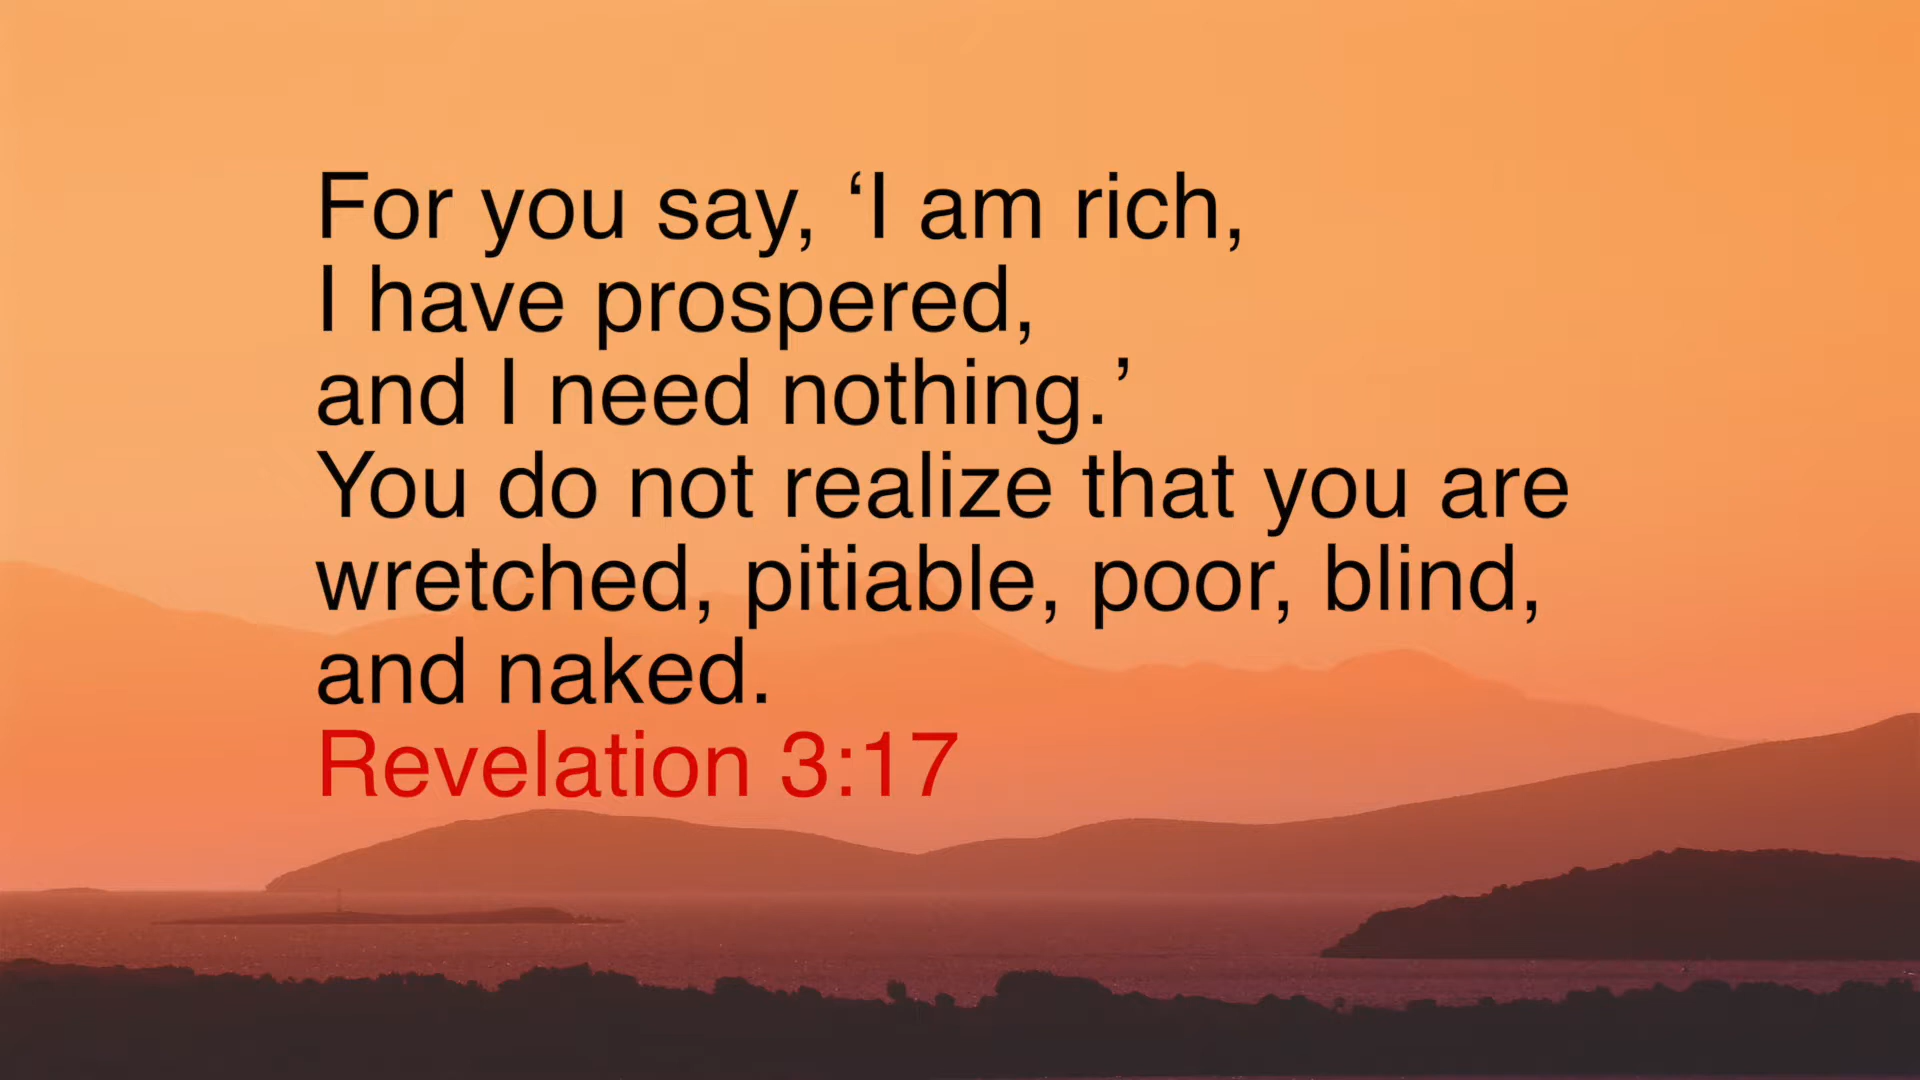 For you say, ‘I am rich,
I have prospered,
and I need nothing.’
You do not realize that you are
wretched, pitiable, poor, blind,
and naked.
Revelation 3:17